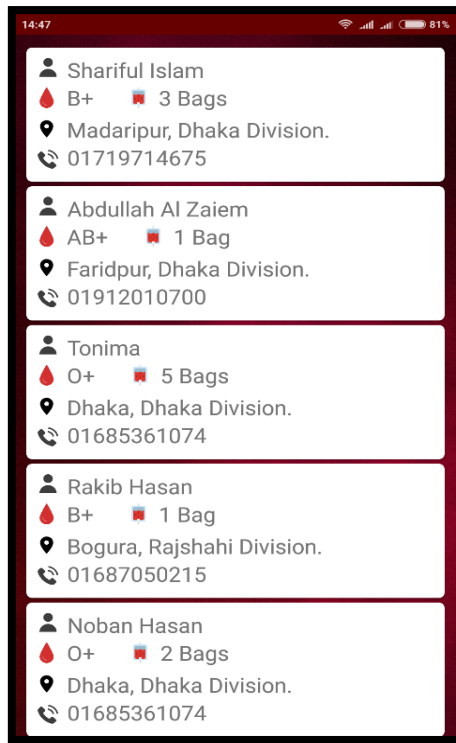 14:47 81%
Shariful Islam
B+ 3 Bags
Madaripur, Dhaka Division.
01719714675
Abdullah Al Zaiem
AB+ 1 Bag
Faridpur, Dhaka Division.
01912010700
Tonima
O+ 5 Bags
Dhaka, Dhaka Division.
01685361074
Rakib Hasan
B+ 1 Bag
Bogura, Rajshahi Division.
01687050215
Noban Hasan
O+ 2 Bags
Dhaka, Dhaka Division.
01685361074